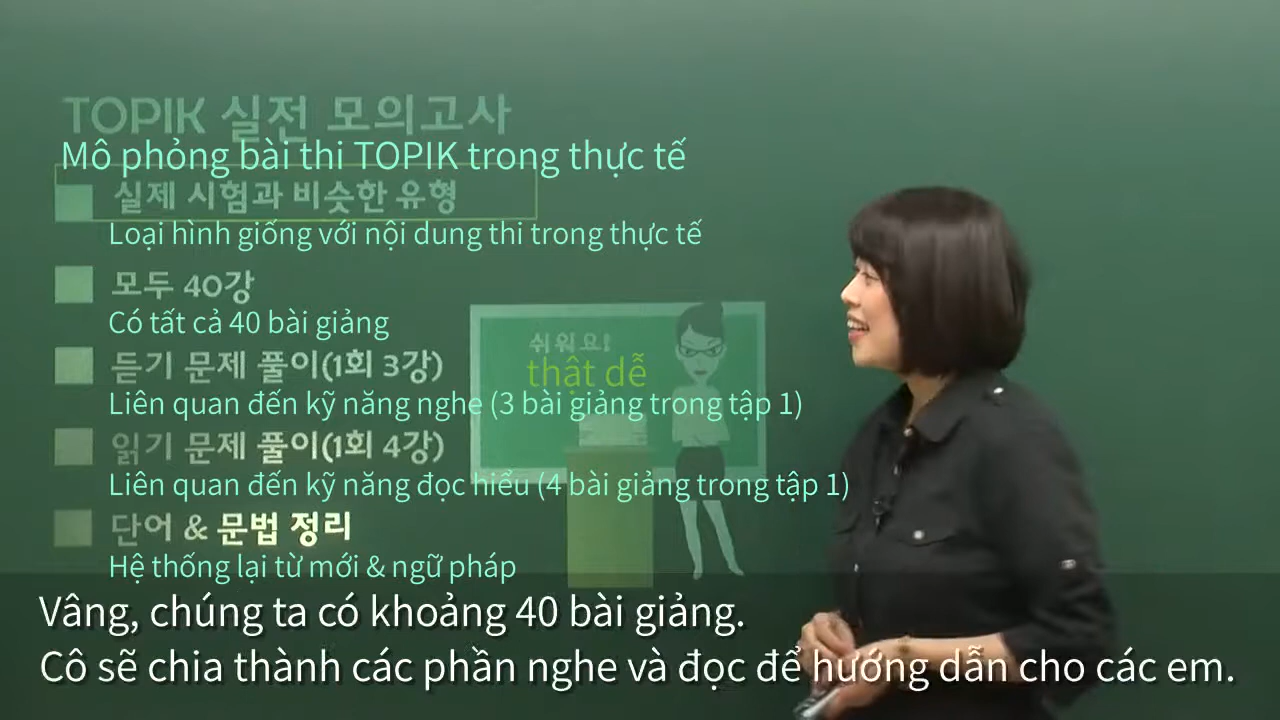 TOPIK 실전 모의고사
Mô phỏng bài thi TOPIK trong thực tế
실제 시험과 비슷한 유형
Loại hình giống với nội dung thi trong thực tế
모두 40강
Có tất cả 40 bài giảng
쉬워요!
thật dễ
듣기 문제 풀이(1회 3강)
Liên quan đến kỹ năng nghe (3 bài giảng trong tập 1)
읽기 문제 풀이(1회 4강)
Liên quan đến kỹ năng đọc hiểu (4 bài giảng trong tập 1)
단어 & 문법 정리
Hệ thống lại từ mới & ngữ pháp
Vâng, chúng ta có khoảng 40 bài giảng.
Cô sẽ chia thành các phần nghe và đọc để hướng dẫn cho các em.